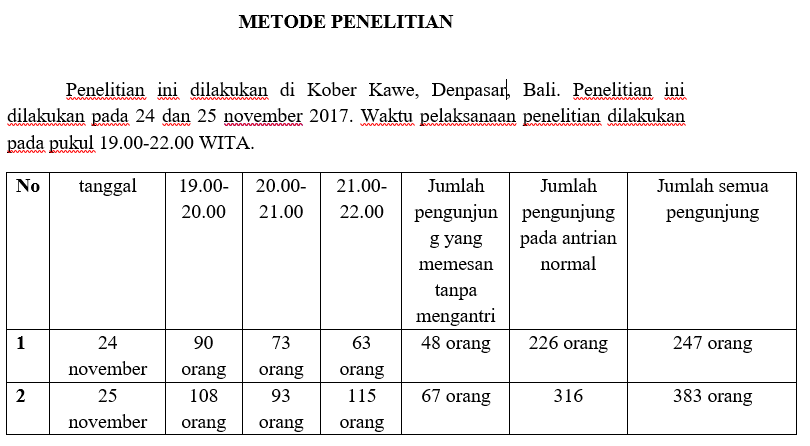 METODE PENELITIAN
Penelitian ini dilakukan di Kober Kawe, Denpasar, Bali. Penelitian ini
dilakukan pada 24 dan 25 november 2017. Waktu pelaksanaan penelitian dilakukan
pada pukul 19.00-22.00 WITA.
No tanggal 19.00- 20.00- 21.00- Jumlah Jumlah Jumlah semua
20.00 21.00 22.00 pengunjun pengunjung pengunjung
g yang pada antrian
memesan normal
tanpa
mengantri
1 24 90 73 63 48 orang 226 orang 247 orang
november orang orang orang
2 25 108 93 115 67 orang 316 383 orang
november orang orang orang